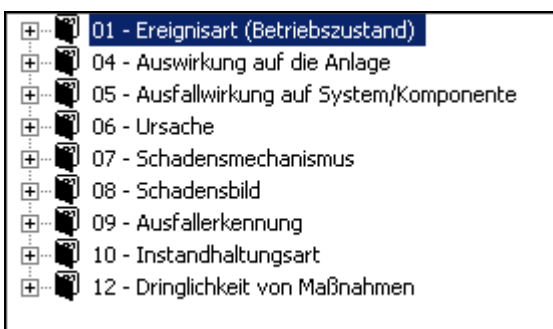 01 - Ereignisart (Betriebszustand)
04 - Auswirkung auf die Anlage
05 - Ausfallwirkung auf System/Komponente
06 - Ursache
07 - Schadensmechanismus
08 - Schadensbild
09 - Ausfallerkennung
10 - Instandhaltungsart
12 - Dringlichkeit von Maßnahmen